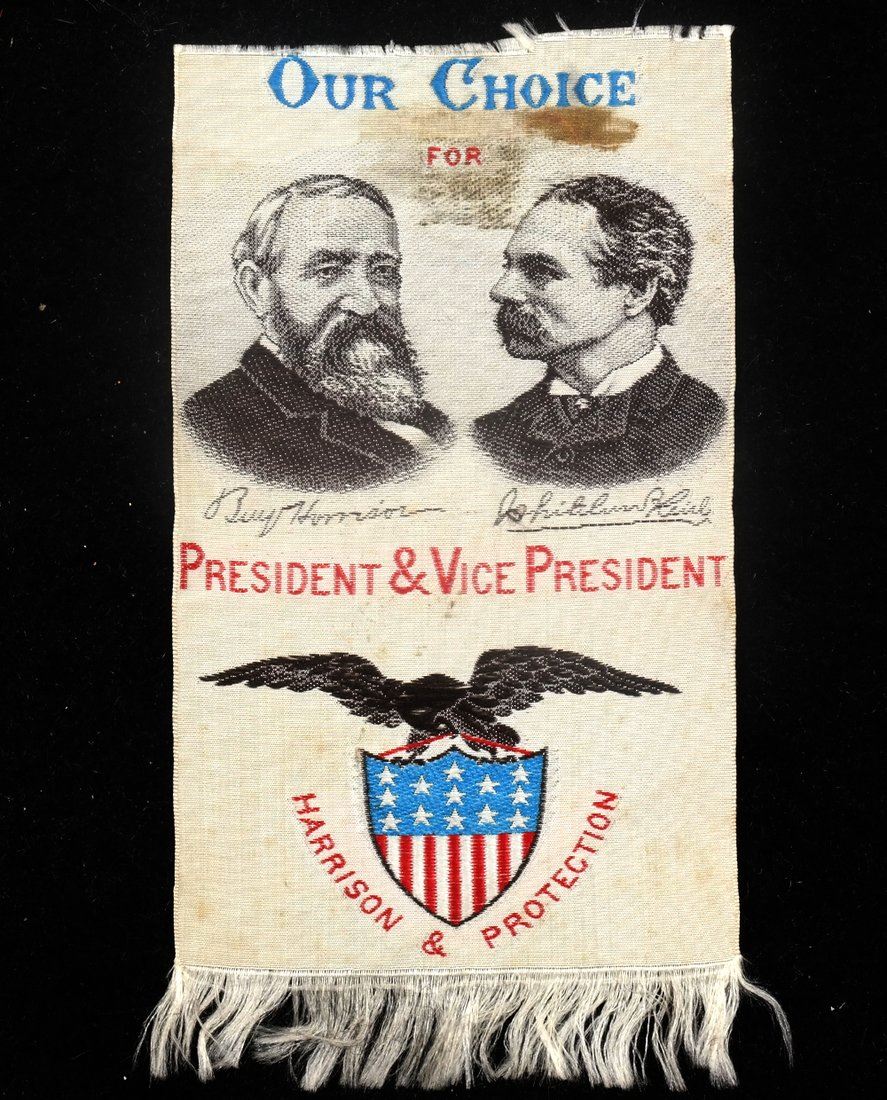 OUR CHOICE
FOR
Benj Harrison
Whitelaw Reid
PRESIDENT & VICE PRESIDENT
HARRISON & PROTECTION